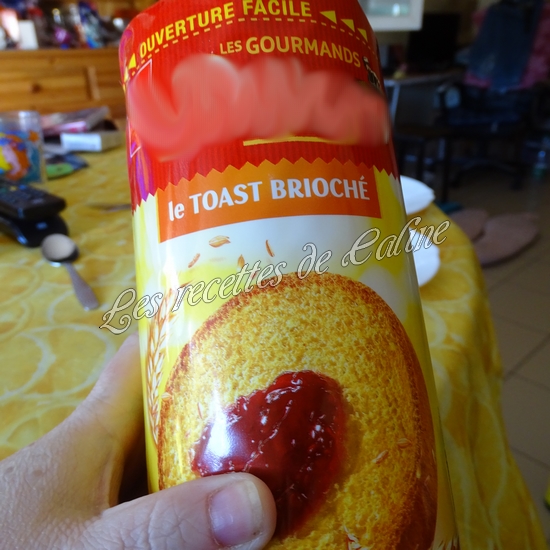 OUVERTURE FACILE
LES GOURMANDS
le TOAST BRIOCHÉ
Les recettes de Caline